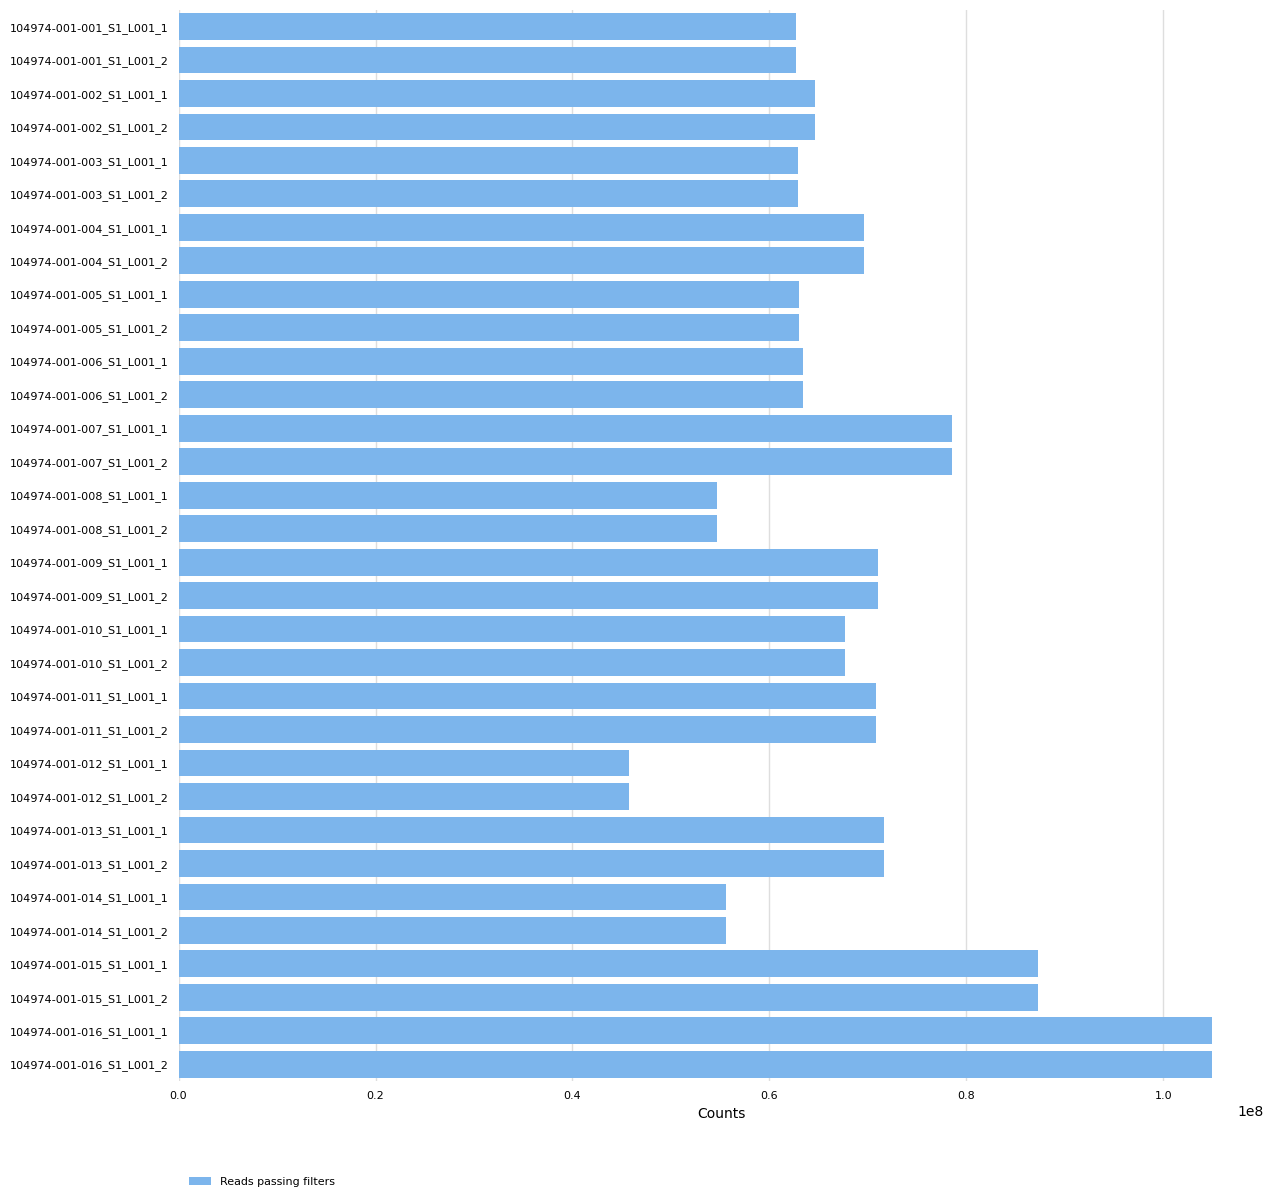 104974-001-001_S1_L001_1
104974-001-001_S1_L001_2
104974-001-002_S1_L001_1
104974-001-002_S1_L001_2
104974-001-003_S1_L001_1
104974-001-003_S1_L001_2
104974-001-004_S1_L001_1
104974-001-004_S1_L001_2
104974-001-005_S1_L001_1
104974-001-005_S1_L001_2
104974-001-006_S1_L001_1
104974-001-006_S1_L001_2
104974-001-007_S1_L001_1
104974-001-007_S1_L001_2
104974-001-008_S1_L001_1
104974-001-008_S1_L001_2
104974-001-009_S1_L001_1
104974-001-009_S1_L001_2
104974-001-010_S1_L001_1
104974-001-010_S1_L001_2
104974-001-011_S1_L001_1
104974-001-011_S1_L001_2
104974-001-012_S1_L001_1
104974-001-012_S1_L001_2
104974-001-013_S1_L001_1
104974-001-013_S1_L001_2
104974-001-014_S1_L001_1
104974-001-014_S1_L001_2
104974-001-015_S1_L001_1
104974-001-015_S1_L001_2
104974-001-016_S1_L001_1
104974-001-016_S1_L001_2
0.0 0.2 0.4 0.6 0.8 1.0
Counts
1e8
Reads passing filters